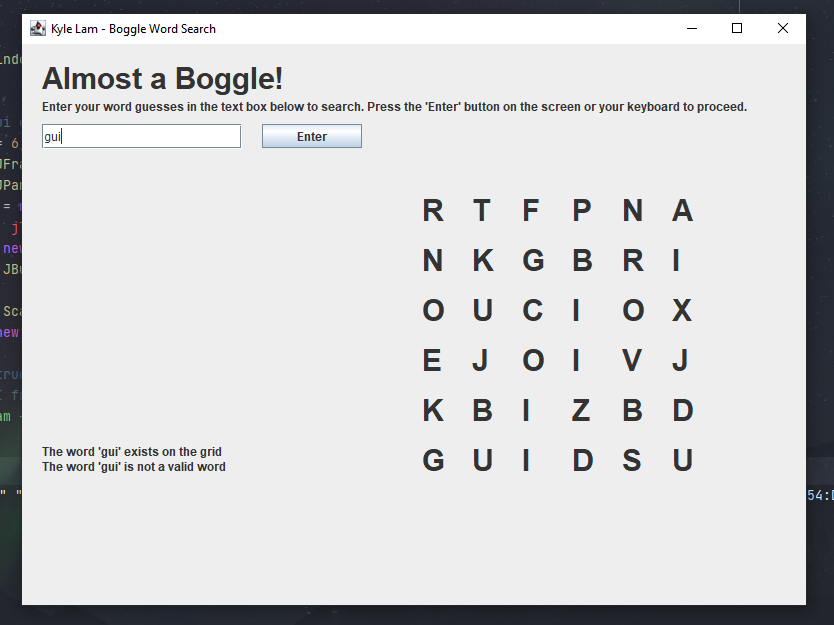 Kyle Lam - Boggle Word Search
Almost a Boggle!
Enter your word guesses in the text box below to search. Press the 'Enter' button on the screen or your keyboard to proceed.
gui
Enter
R T F P N A
N K G B R I
O U C I O X
E J O I V J
K B I Z B D
G U I D S U
The word 'gui' exists on the grid
The word 'gui' is not a valid word